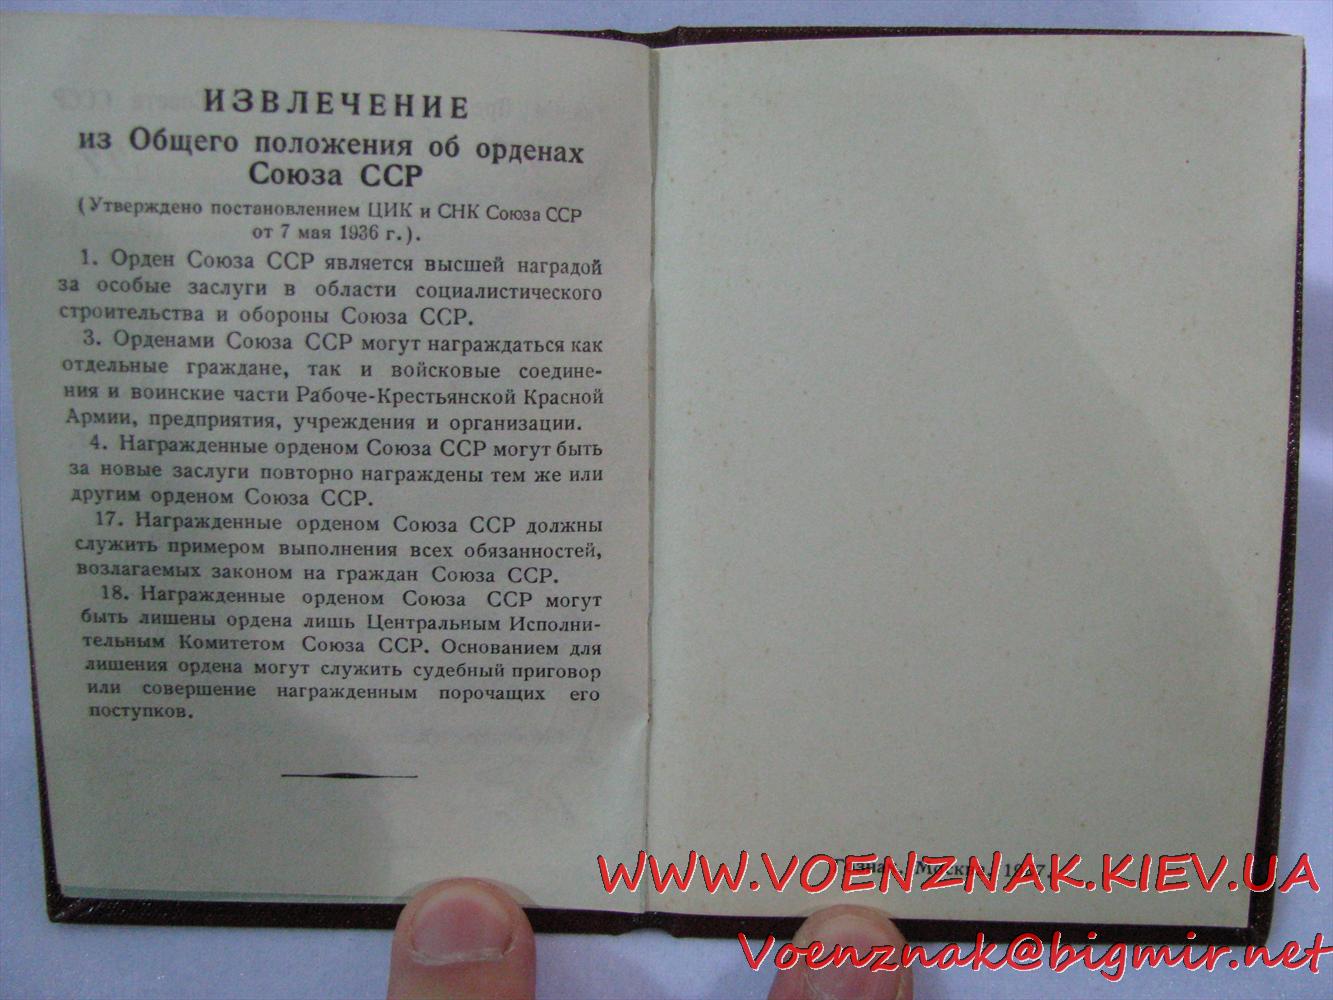 ИЗВЛЕЧЕНИЕ
из Общего положения об орденах
Союза ССР
(Утверждено постановлением ЦИК и СНК Союза ССР
от 7 мая 1936 г.).
1. Орден Союза ССР является высшей наградой
за особые заслуги в области социалистического
строительства и обороны Союза ССР.
3. Орденами Союза ССР могут награждаться как
отдельные граждане, так и войсковые соедине-
ния и воинские части Рабоче-Крестьянской Красной
Армии, предприятия, учреждения и организации.
4. Награжденные орденом Союза ССР могут быть
за новые заслуги повторно награждены тем же или
другим орденом Союза ССР.
17. Награжденные орденом Союза ССР должны
служить примером выполнения всех обязанностей,
возлагаемых законом на граждан Союза ССР.
18. Награжденные орденом Союза ССР могут
быть лишены ордена лишь Центральным Исполни-
тельным Комитетом Союза ССР. Основанием для
лишения ордена могут служить судебный приговор
или совершение награжденным порочащих его
поступков.
Гознак. Москва.
WWW.VOENZNAK.KIEV.UA
Voenznak@bigmir.net